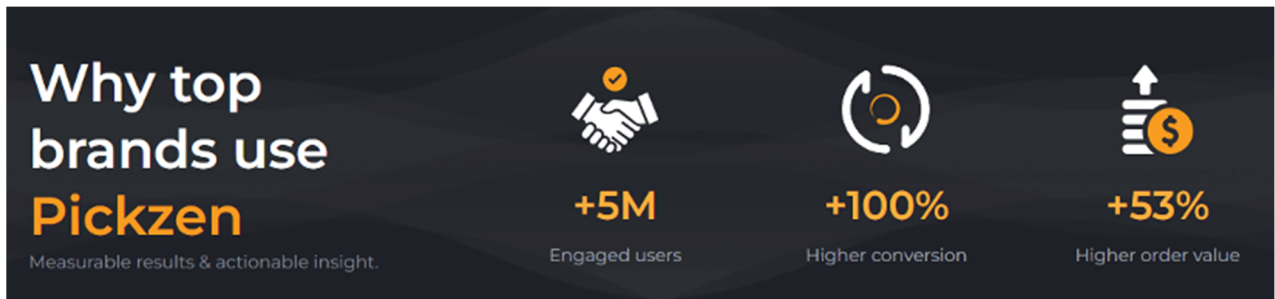 Why top
brands use
Pickzen
Measurable results & actionable insight.
+5M
Engaged users
+100%
Higher conversion
+53%
Higher order value